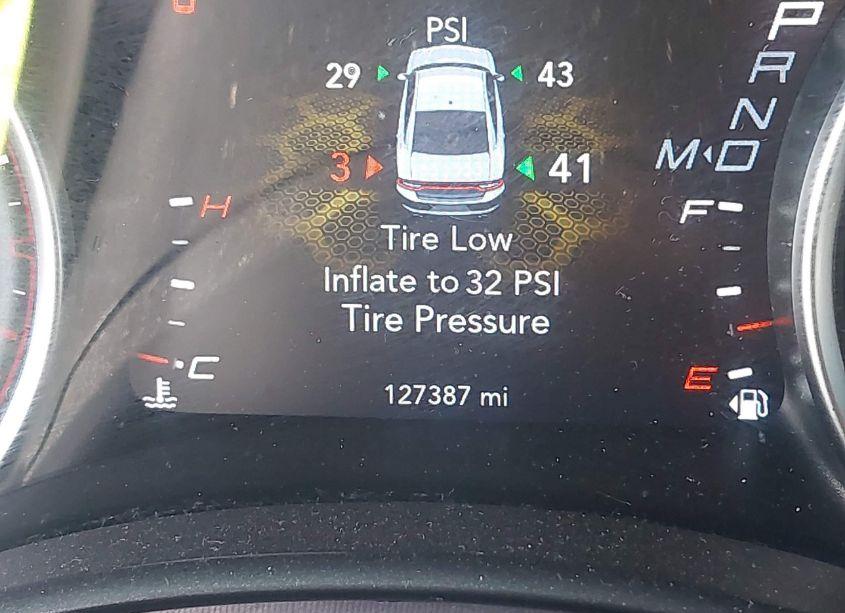 P
PSI
29 43
R
N
3 41
M D
H F
Tire Low
Inflate to 32 PSI
Tire Pressure
C E
127387 mi